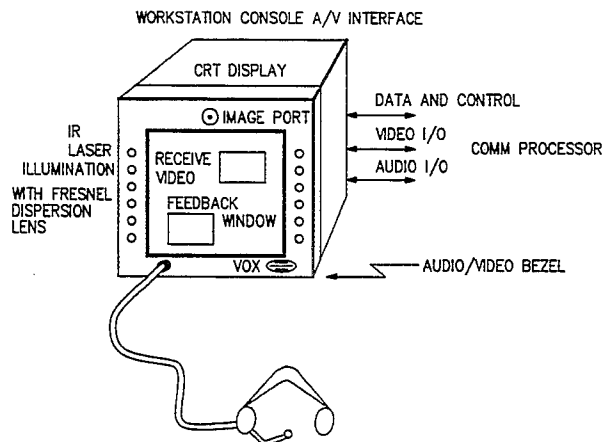 WORKSTATION CONSOLE A/V INTERFACE
CRT DISPLAY
IMAGE PORT
DATA AND CONTROL
VIDEO I/O
AUDIO I/O
COMM PROCESSOR
IR
LASER
ILLUMINATION
WITH FRESNEL
DISPERSION
LENS
RECEIVE
VIDEO
FEEDBACK
WINDOW
VOX
AUDIO/VIDEO BEZEL